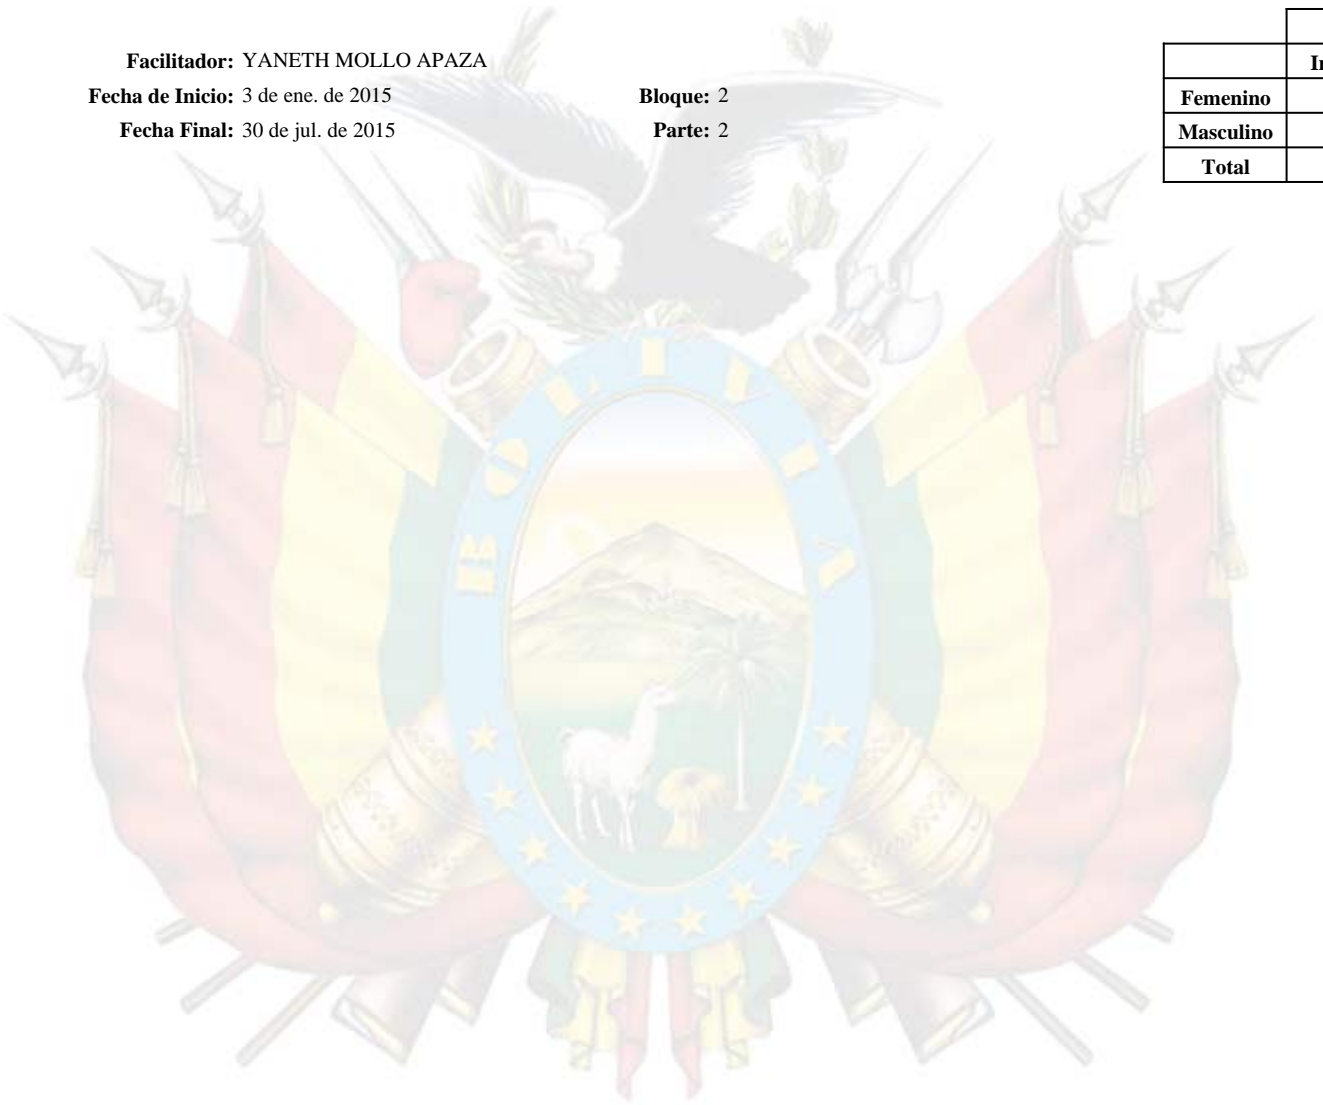 Facilitador: YANETH MOLLO APAZA
Fecha de Inicio: 3 de ene. de 2015 Bloque: 2
Fecha Final: 30 de jul. de 2015 Parte: 2
Femenino
Masculino
Total
BOLIVIA